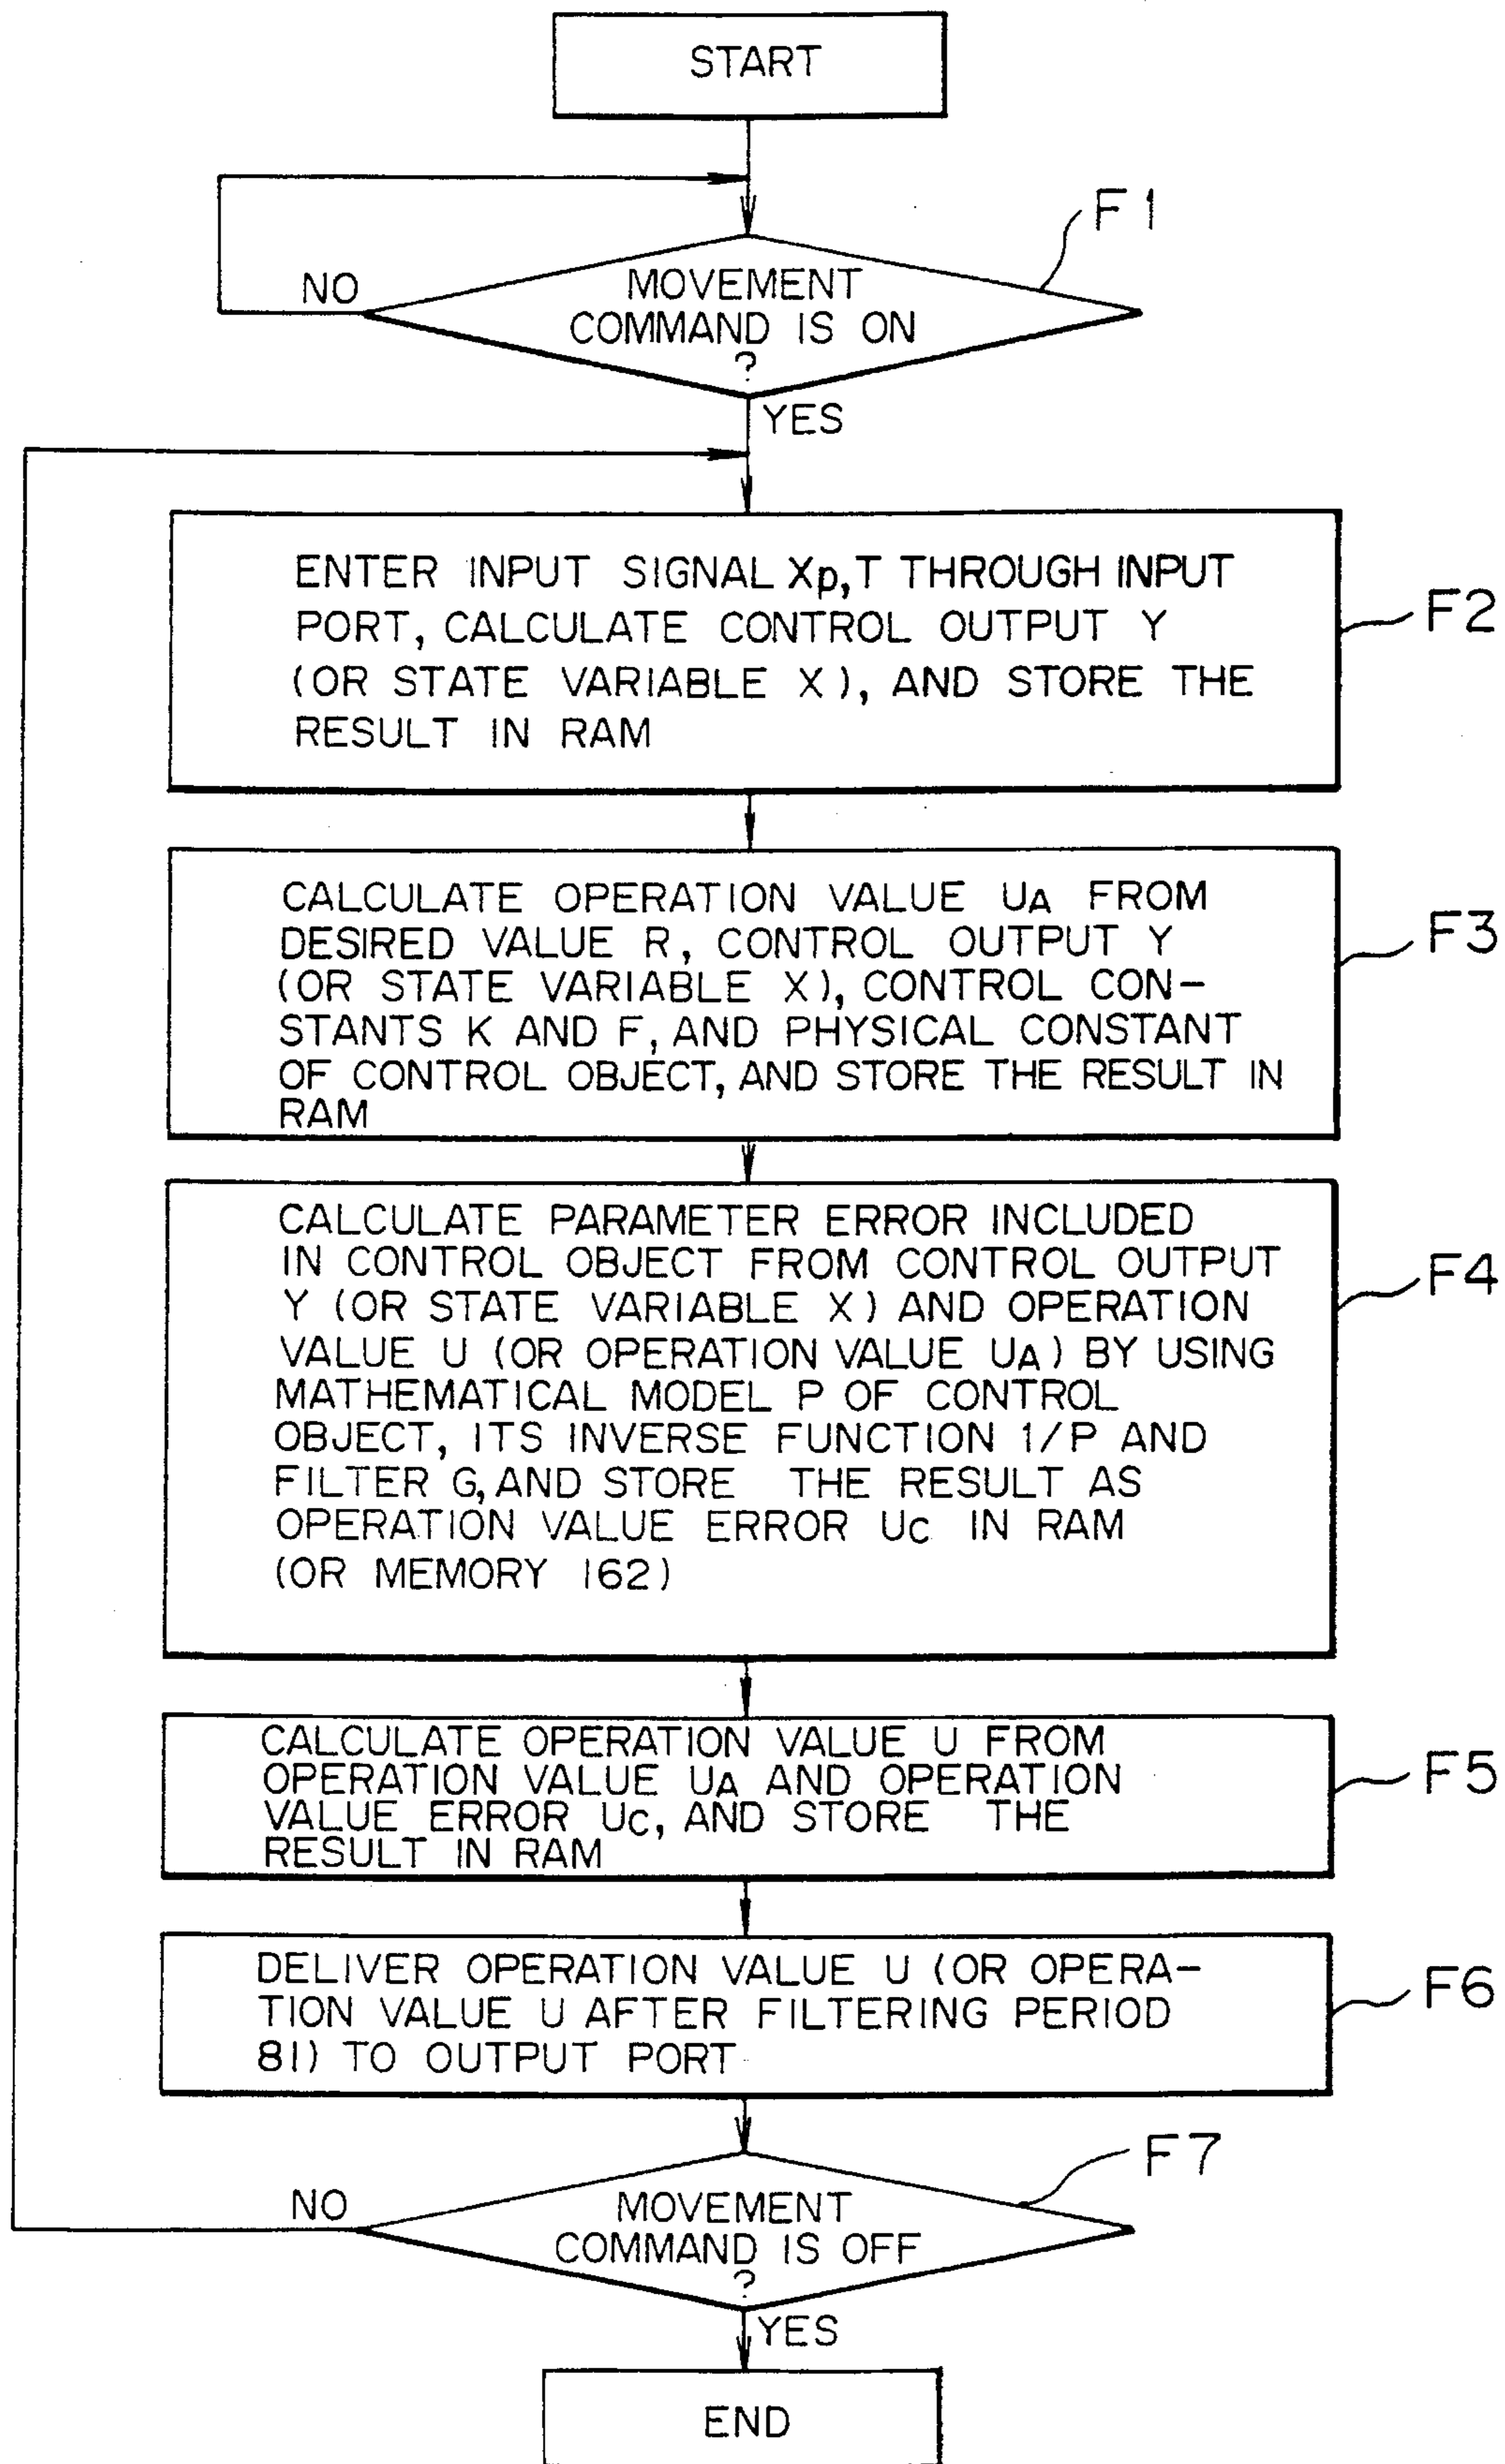 START
F1
NO
MOVEMENT
COMMAND IS ON
?
YES
ENTER INPUT SIGNAL Xp,T THROUGH INPUT
PORT, CALCULATE CONTROL OUTPUT Y
(OR STATE VARIABLE X), AND STORE THE
RESULT IN RAM
F2
CALCULATE OPERATION VALUE UA FROM
DESIRED VALUE R, CONTROL OUTPUT Y
(OR STATE VARIABLE X), CONTROL CON-
STANTS K AND F, AND PHYSICAL CONSTANT
OF CONTROL OBJECT, AND STORE THE RESULT IN
RAM
F3
CALCULATE PARAMETER ERROR INCLUDED
IN CONTROL OBJECT FROM CONTROL OUTPUT
Y (OR STATE VARIABLE X) AND OPERATION
VALUE U (OR OPERATION VALUE UA) BY USING
MATHEMATICAL MODEL P OF CONTROL
OBJECT, ITS INVERSE FUNCTION 1/P AND
FILTER G, AND STORE THE RESULT AS
OPERATION VALUE ERROR UC IN RAM
(OR MEMORY 162)
F4
CALCULATE OPERATION VALUE U FROM
OPERATION VALUE UA AND OPERATION
VALUE ERROR UC, AND STORE THE
RESULT IN RAM
F5
DELIVER OPERATION VALUE U (OR OPERA-
TION VALUE U AFTER FILTERING PERIOD
81) TO OUTPUT PORT
F6
F7
NO
MOVEMENT
COMMAND IS OFF
?
YES
END